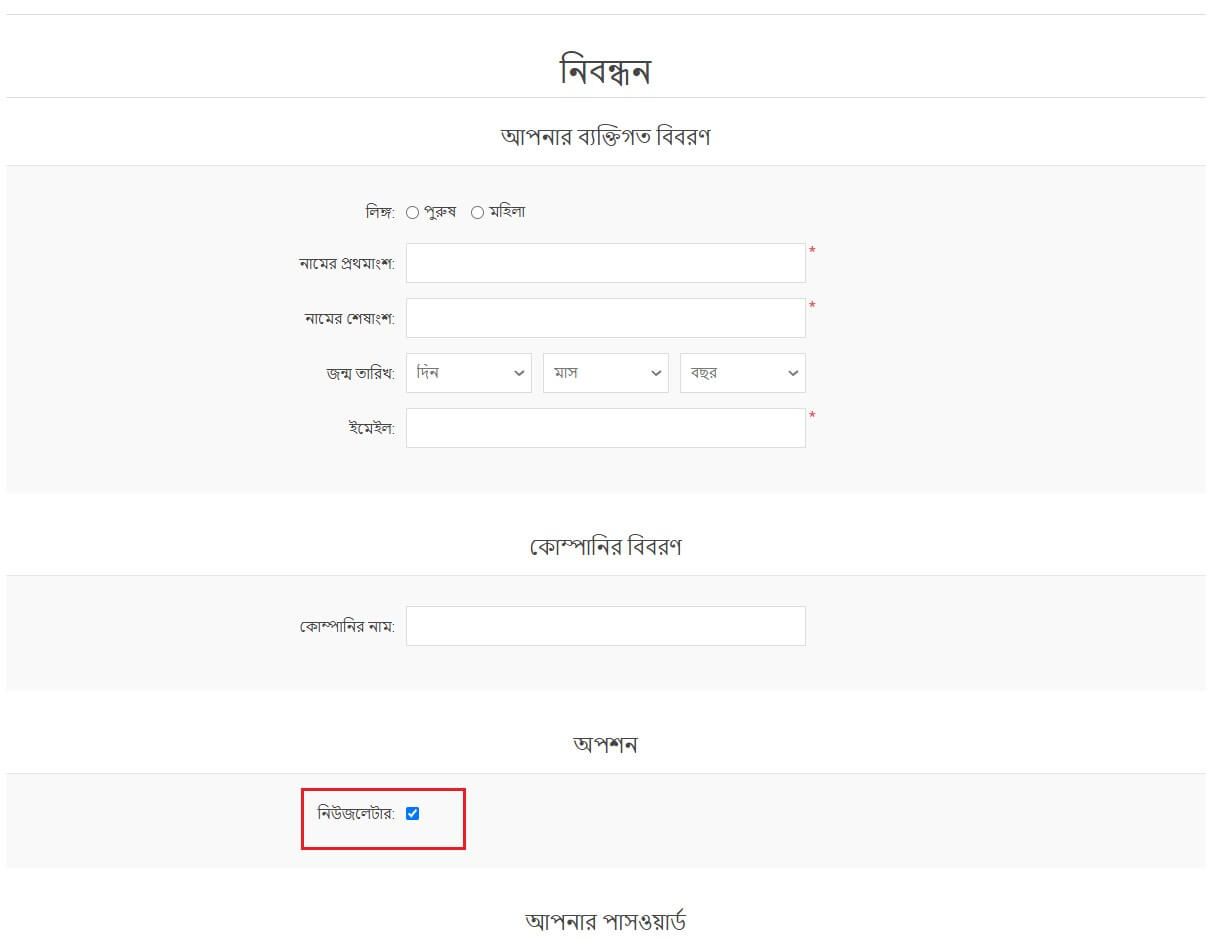 নিবন্ধন
আপনার ব্যক্তিগত বিবরণ
লিঙ্গ: পুরুষ মহিলা
নামের প্রথমাংশ: *
নামের শেষাংশ: *
জন্ম তারিখ: দিন মাস বছর
ইমেইল: *
কোম্পানির বিবরণ
কোম্পানির নাম:
অপশন
নিউজলেটার:
আপনার পাসওয়ার্ড